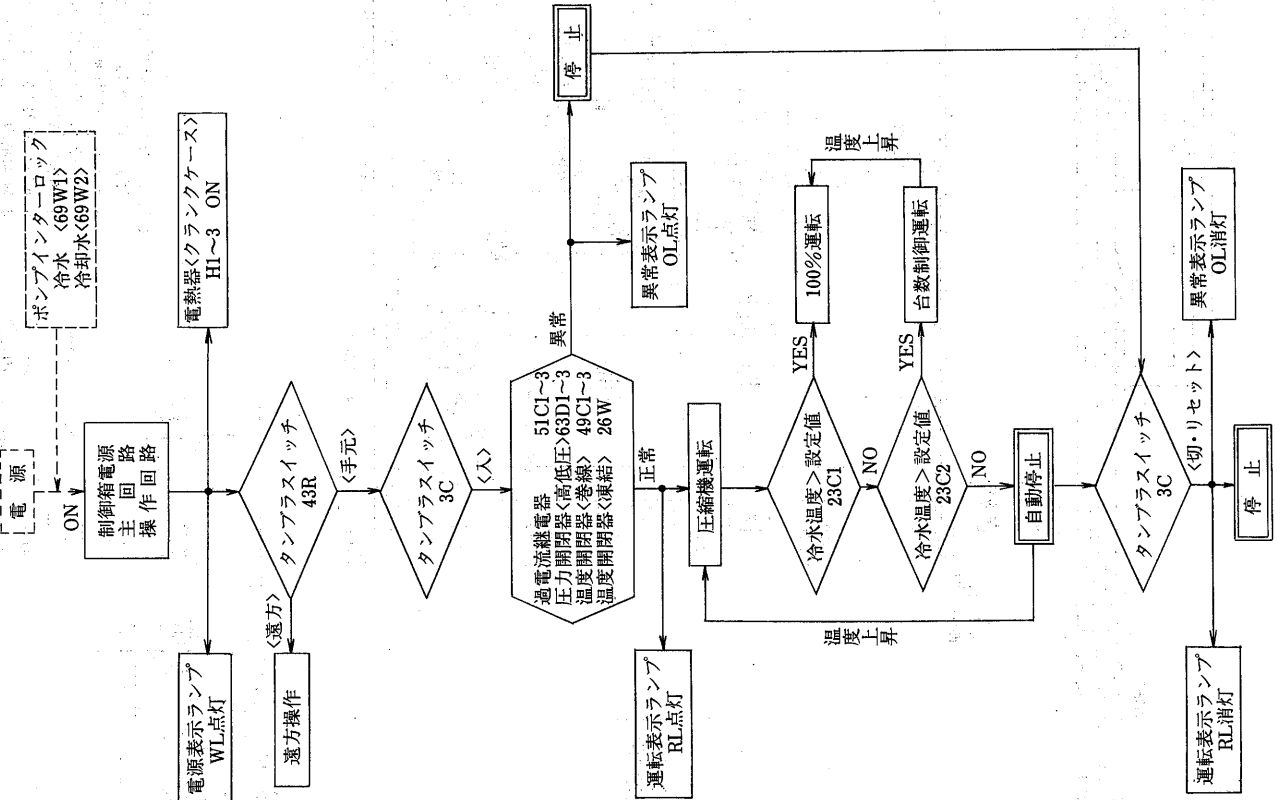 電 源
ポンプインターロック
冷水 <69W1>
冷却水<69W2>
ON
制御箱電源
主 回 路
操 作 回 路
電源表示ランプ
WL点灯
電熱器<クランクケース>
H1~3 ON
タンブラスイッチ
43R
<遠方>
遠方操作
<手元>
タンブラスイッチ
3C
<入>
過電流継電器 51C1~3
圧力開閉器<高低圧>63D1~3
温度開閉器<巻線> 49C1~3
温度開閉器<凍結> 26W
異常
停 止
異常表示ランプ
OL点灯
正常
運転表示ランプ
RL点灯
圧縮機運転
冷水温度>設定値
23C1
YES
100%運転
NO
温度上昇
冷水温度>設定値
23C2
YES
台数制御運転
NO
温度上昇
自動停止
タンブラスイッチ
3C
<切・リセット>
運転表示ランプ
RL消灯
異常表示ランプ
OL消灯
停 止